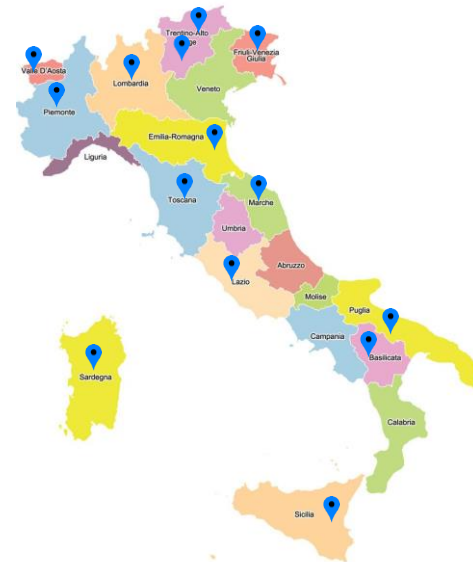 Trentino-Alto
ige
Friuli-Venezia
Giulia
Valle D'Aosta
Lombardia
Veneto
Piemonte
Emilia-Romagna
Liguria
Toscana
Marche
Umbria
Abruzzo
Lazio
Molise
Puglia
Campania
Basilicata
Sardegna
Calabria
Sicilia